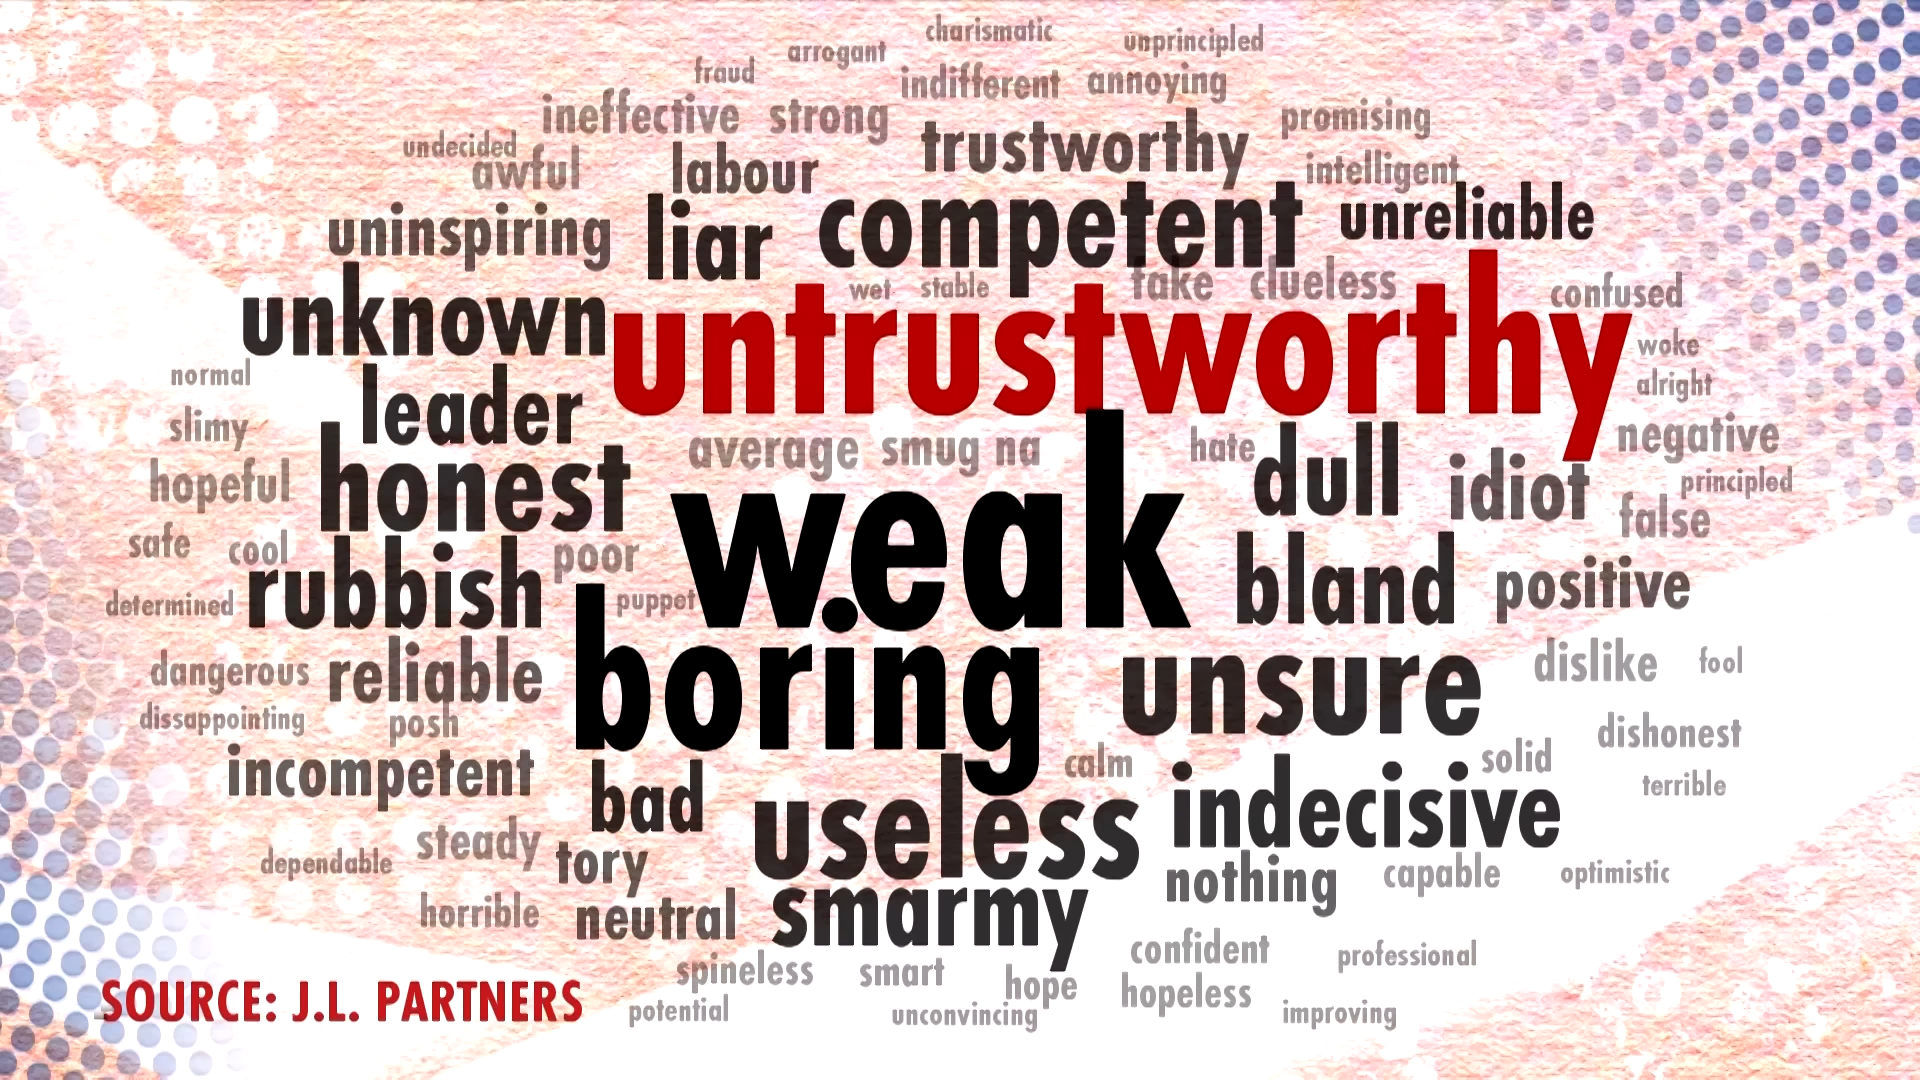 charismatic
arrogant
unprincipled
fraud
indifferent annoying
ineffective strong
promising
undecided
trustworthy
awful
labour
intelligent
uninspiring
liar
competent
unreliable
wet
stable
fake
clueless
confused
unknown
untrustworthy
woke
normal
alright
slimy
leader
average smug na
hate
negative
hopeful
honest
weak
dull
idiot
principled
false
safe
cool
poor
bland
positive
determined
rubbish
puppet
dangerous
reliable
boring
unsure
dislike
fool
dissappointing
posh
dishonest
incompetent
calm
solid
terrible
bad
useless
indecisive
steady
dependable
tory
nothing
capable
optimistic
horrible
neutral
smarmy
confident
professional
spineless
smart
hope
hopeless
SOURCE: J.L. PARTNERS
potential
unconvincing
improving